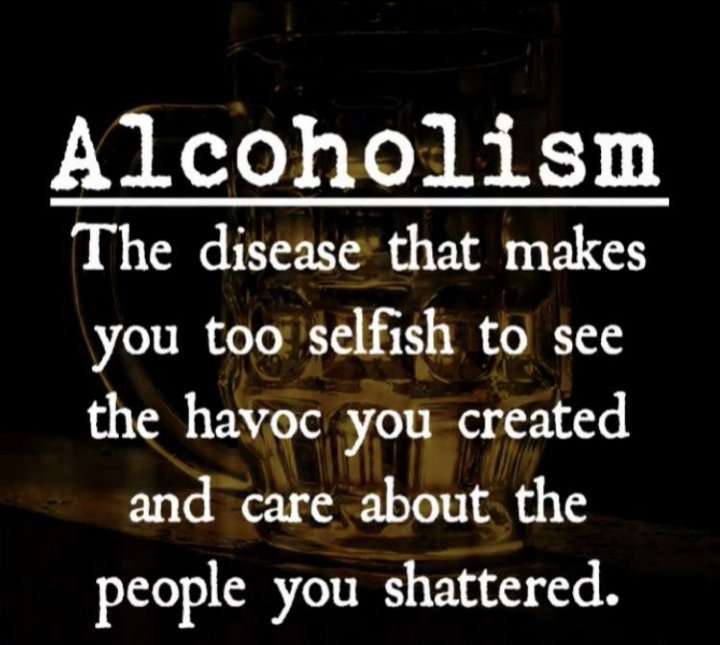 Alcoholism
The disease that makes
you too selfish to see
the havoc you created
and care about the
people you shattered.